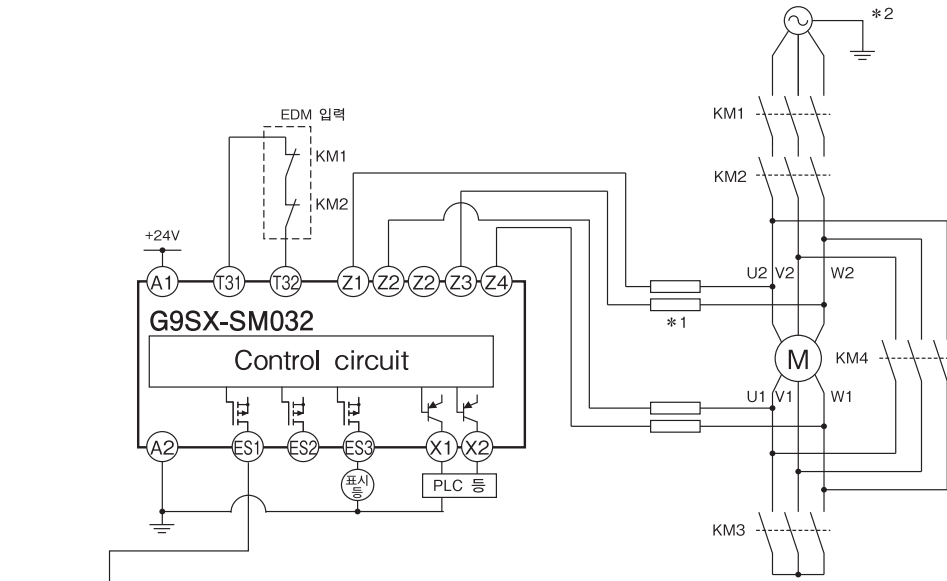 *2
KM1
EDM 입력
KM1
KM2
KM2
+24V
A1
T31
T32
Z1
Z2
Z2
Z3
Z4
U2
V2
W2
*1
G9SX-SM032
Control circuit
M
KM4
U1
V1
W1
A2
ES1
ES2
ES3
X1
X2
표시
등
PLC 등
KM3